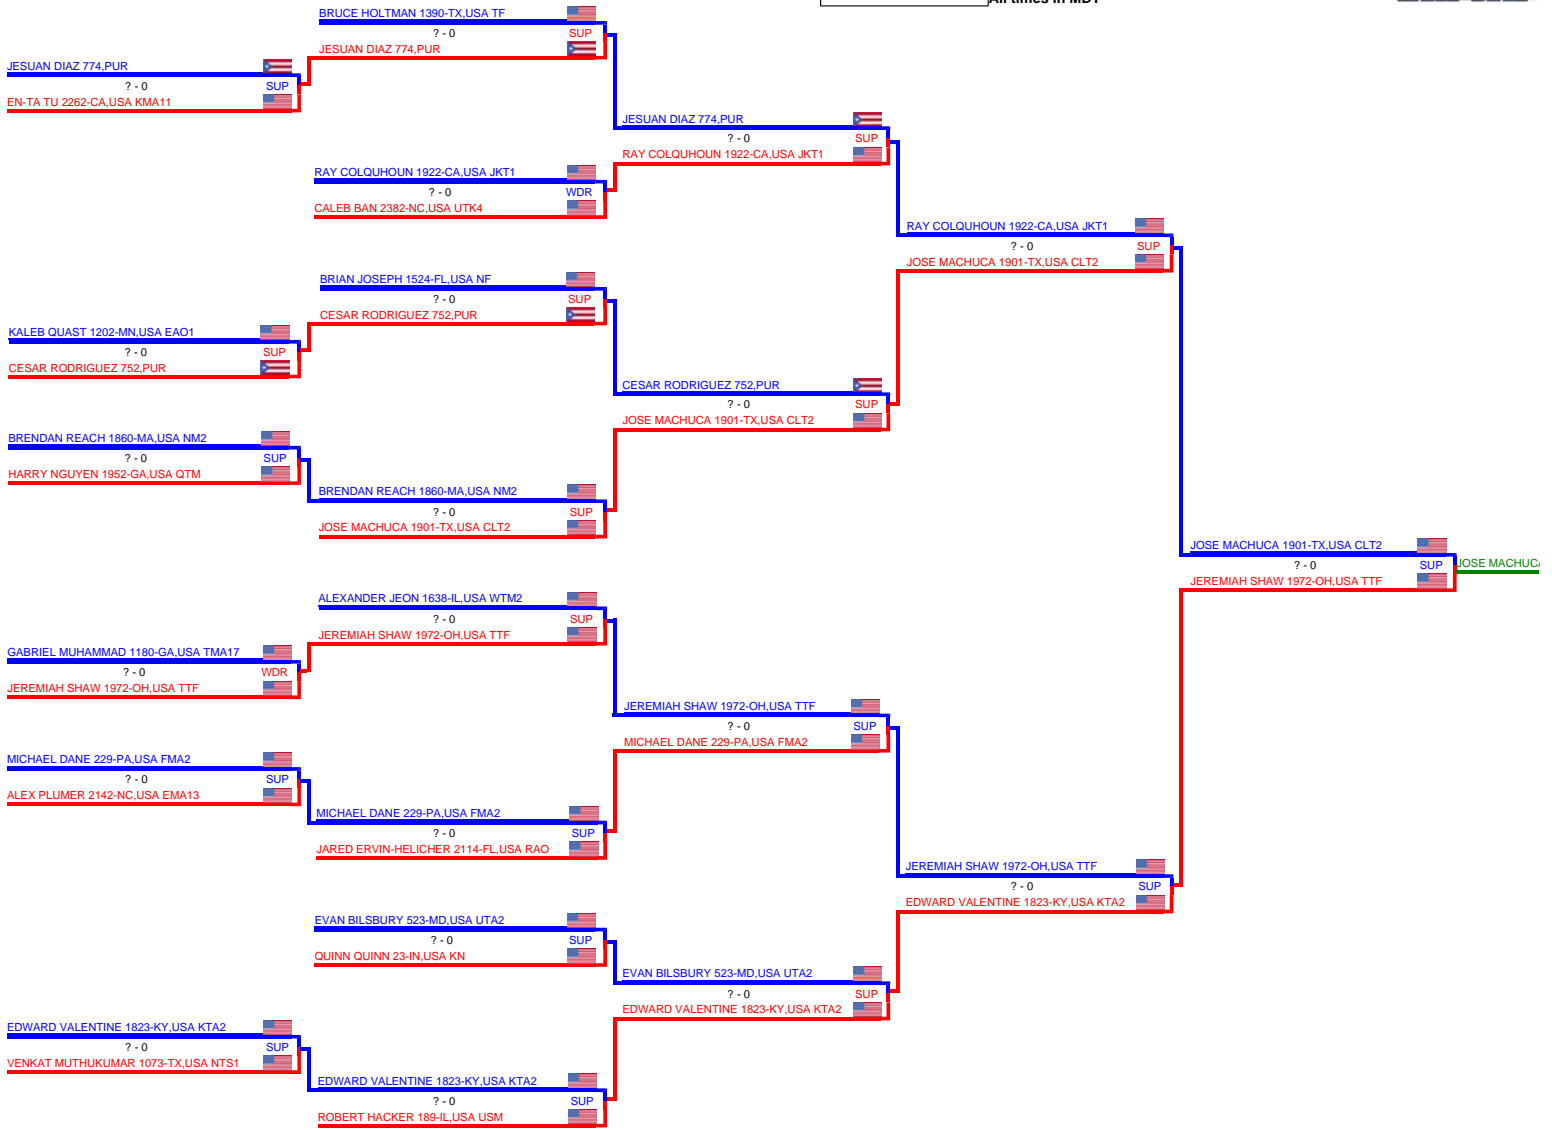 All times in MDT
BRUCE HOLTMAN 1390-TX,USA TF
? - 0
SUP
JESUAN DIAZ 774,PUR
JESUAN DIAZ 774,PUR
? - 0
SUP
EN-TA TU 2262-CA,USA KMA11
JESUAN DIAZ 774,PUR
? - 0
SUP
RAY COLQUHOUN 1922-CA,USA JKT1
RAY COLQUHOUN 1922-CA,USA JKT1
? - 0
WDR
CALEB BAN 2382-NC,USA UTK4
RAY COLQUHOUN 1922-CA,USA JKT1
? - 0
SUP
JOSE MACHUCA 1901-TX,USA CLT2
BRIAN JOSEPH 1524-FL,USA NF
? - 0
SUP
CESAR RODRIGUEZ 752,PUR
KALEB QUAST 1202-MN,USA EAO1
? - 0
SUP
CESAR RODRIGUEZ 752,PUR
CESAR RODRIGUEZ 752,PUR
? - 0
SUP
JOSE MACHUCA 1901-TX,USA CLT2
BRENDAN REACH 1860-MA,USA NM2
? - 0
SUP
HARRY NGUYEN 1952-GA,USA QTM
BRENDAN REACH 1860-MA,USA NM2
? - 0
SUP
JOSE MACHUCA 1901-TX,USA CLT2
JOSE MACHUCA 1901-TX,USA CLT2
? - 0
SUP
JEREMIAH SHAW 1972-OH,USA TTF
JOSE MACHUCA
ALEXANDER JEON 1638-IL,USA WTM2
? - 0
SUP
JEREMIAH SHAW 1972-OH,USA TTF
GABRIEL MUHAMMAD 1180-GA,USA TMA17
? - 0
WDR
JEREMIAH SHAW 1972-OH,USA TTF
JEREMIAH SHAW 1972-OH,USA TTF
? - 0
SUP
MICHAEL DANE 229-PA,USA FMA2
MICHAEL DANE 229-PA,USA FMA2
? - 0
SUP
ALEX PLUMER 2142-NC,USA EMA13
MICHAEL DANE 229-PA,USA FMA2
? - 0
SUP
JARED ERVIN-HELICHER 2114-FL,USA RAO
JEREMIAH SHAW 1972-OH,USA TTF
? - 0
SUP
EDWARD VALENTINE 1823-KY,USA KTA2
EVAN BILSBURY 523-MD,USA UTA2
? - 0
SUP
QUINN QUINN 23-IN,USA KN
EVAN BILSBURY 523-MD,USA UTA2
? - 0
SUP
EDWARD VALENTINE 1823-KY,USA KTA2
EDWARD VALENTINE 1823-KY,USA KTA2
? - 0
SUP
VENKAT MUTHUKUMAR 1073-TX,USA NTS1
EDWARD VALENTINE 1823-KY,USA KTA2
? - 0
SUP
ROBERT HACKER 189-IL,USA USM